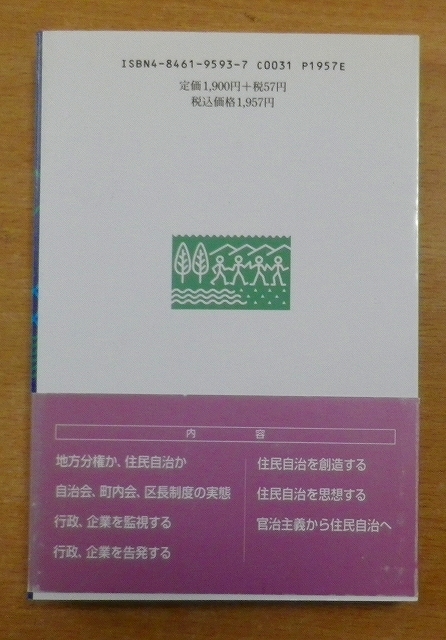 ISBN4-8461-9593-7 C0031 P1957E
定価1,900円+税57円
税込価格1,957円
内 容
地方分権か、住民自治か
自治会、町内会、区長制度の実態
行政、企業を監視する
行政、企業を告発する
住民自治を創造する
住民自治を思想する
官治主義から住民自治へ